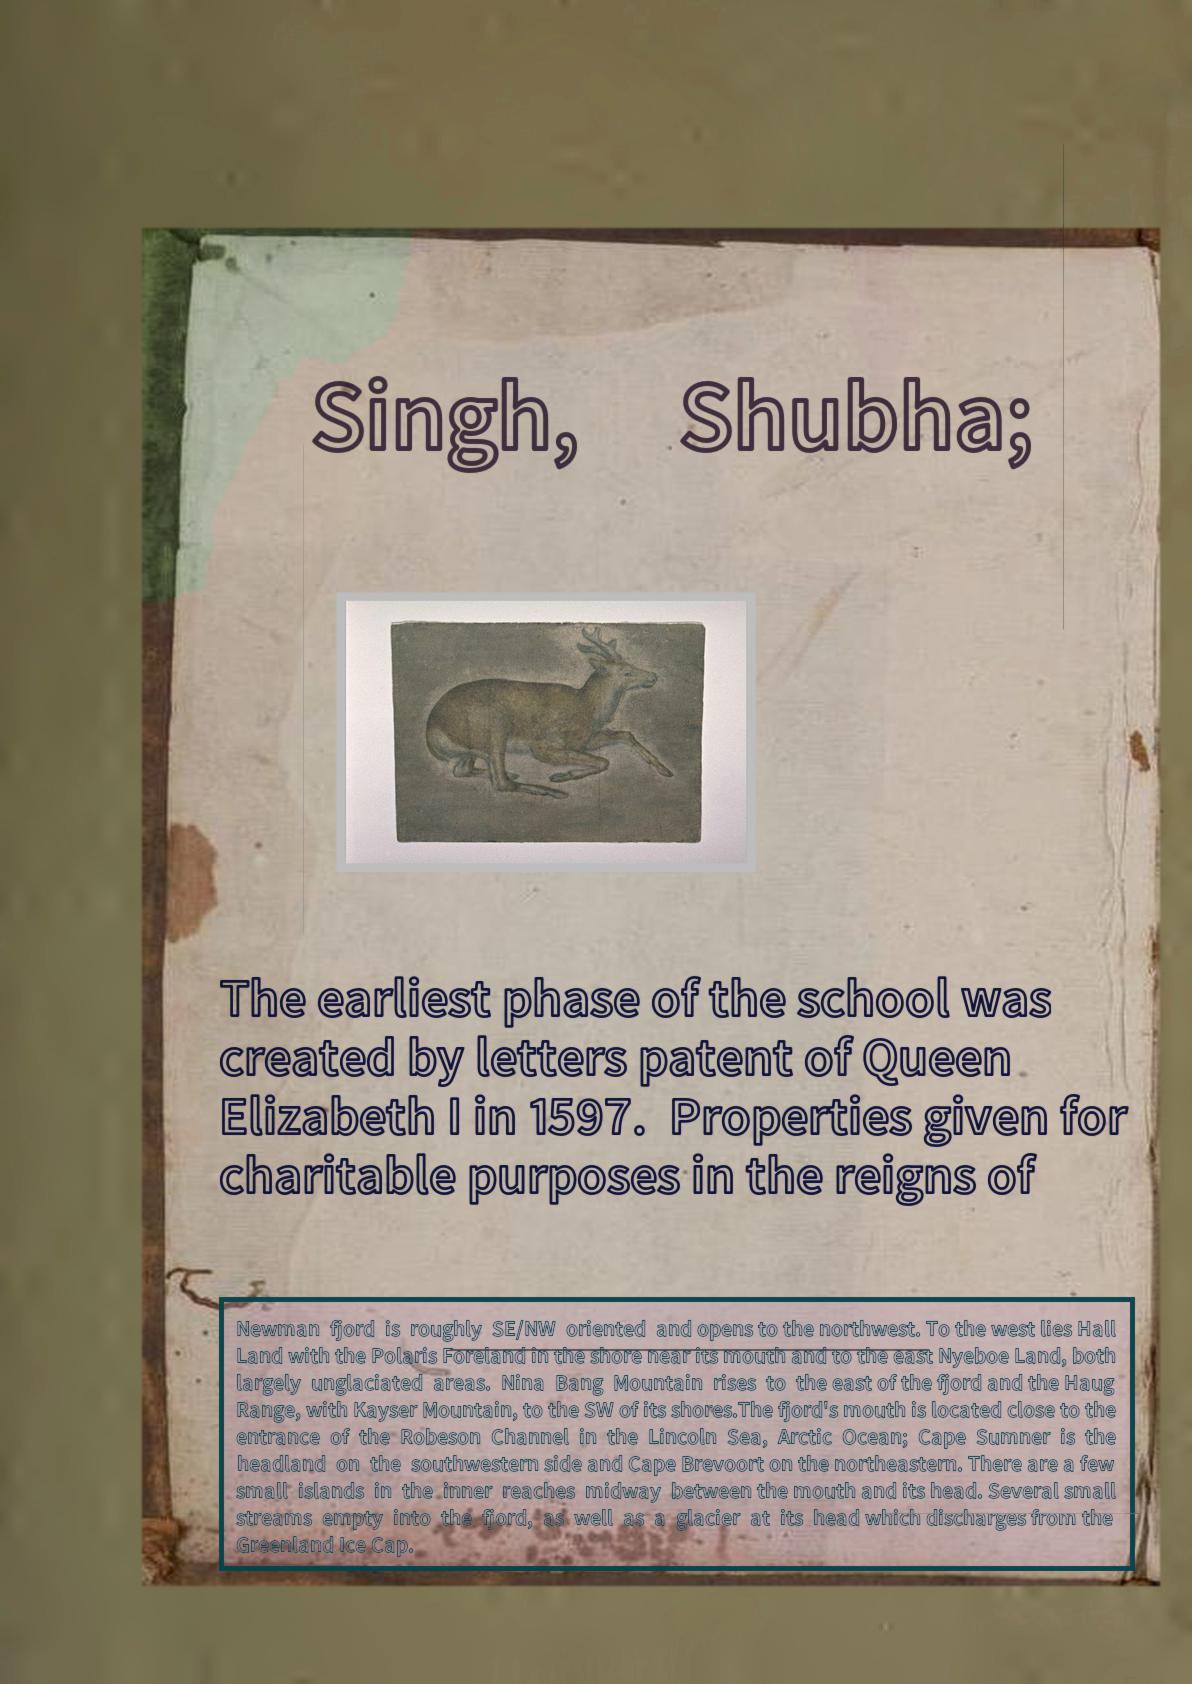 Singh, Shubha;
The earliest phase of the school was
created by letters patent of Queen
Elizabeth I in 1597. Properties given for
charitable purposes in the reigns of
Newman fjord is roughly SE/NW oriented and opens to the northwest. To the west lies Hall
Land with the Polaris Foreland in the shore near its mouth and to the east Nyeboe Land, both
largely unglaciated areas. Nina Bang Mountain rises to the east of the fjord and the Haug
Range, with Kayser Mountain, to the SW of its shores.The fjord's mouth is located close to the
entrance of the Robeson Channel in the Lincoln Sea, Arctic Ocean; Cape Sumner is the
headland on the southwestern side and Cape Brevoort on the northeastern. There are a few
small islands in the inner reaches midway between the mouth and its head. Several small
streams empty into the fjord, as well as a glacier at its head which discharges from the
Greenland Ice Cap.